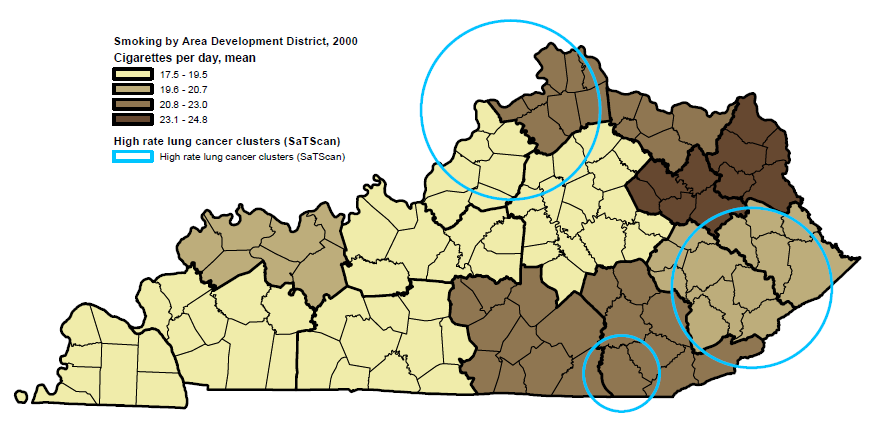 Smoking by Area Development District, 2000
Cigarettes per day, mean
17.5 - 19.5
19.6 - 20.7
20.8 - 23.0
23.1 - 24.8
High rate lung cancer clusters (SaTScan)
High rate lung cancer clusters (SaTScan)